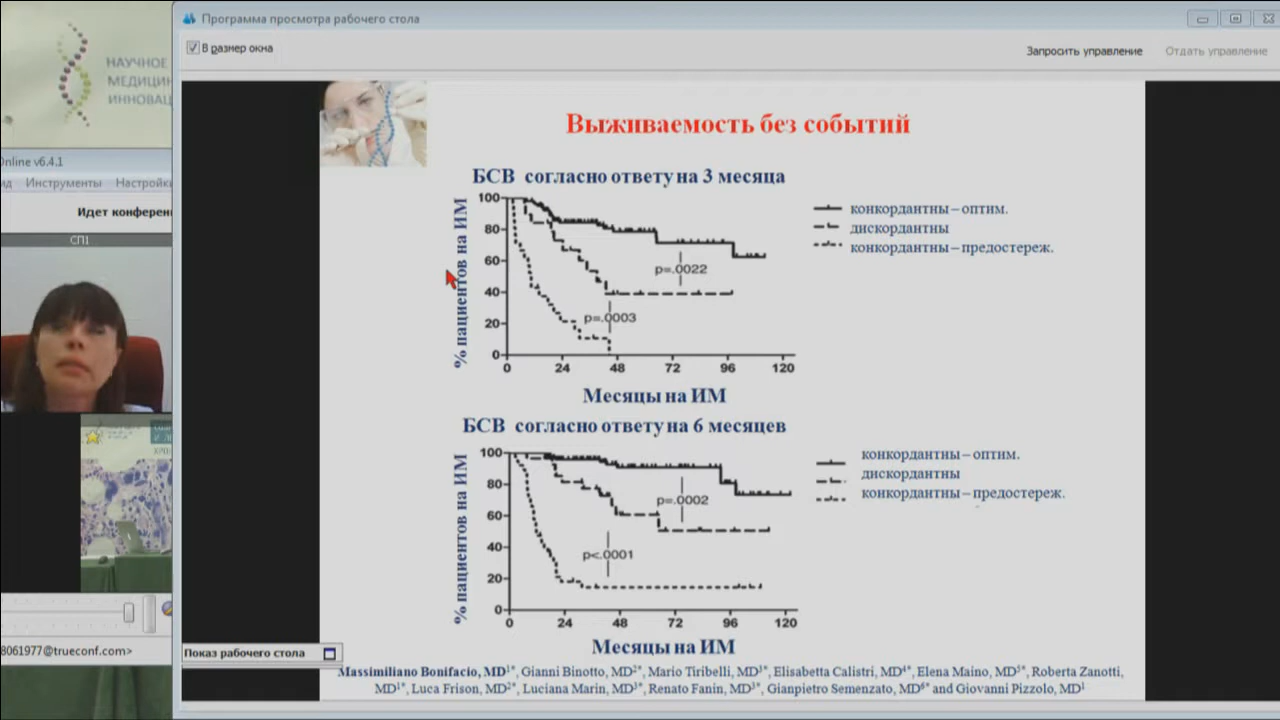 Программа просмотра рабочего стола
В размер окна
Запросить управление
Отдать управление
НАУЧНОЕ
МЕДИЦИН
ИННОВАЦ
Online v6.4.1
ид Инструменты Настройк
Идет конферен
СП1
Выживаемость без событий
БСВ согласно ответу на 3 месяца
% пациентов на ИМ
100
80
60
40
20
0
0 24 48 72 96 120
p=.0022
p=.0003
Месяцы на ИМ
конкордантны – оптим.
дискордантны
конкордантны – предостереж.
БСВ согласно ответу на 6 месяцев
% пациентов на ИМ
100
80
60
40
20
0
0 24 48 72 96 120
p=.0002
p<.0001
Месяцы на ИМ
конкордантны – оптим.
дискордантны
конкордантны – предостереж.
8061977@trueconf.com>
Показ рабочего стола
Massimiliano Bonifacio, MD1*, Gianni Binotto, MD2*, Mario Tiribelli, MD3*, Elisabetta Calistri, MD4*, Elena Maino, MD5*, Roberta Zanotti,
MD1*, Luca Frison, MD2*, Luciana Marin, MD3*, Renato Fanin, MD3*, Gianpietro Semenzato, MD6* and Giovanni Pizzolo, MD1